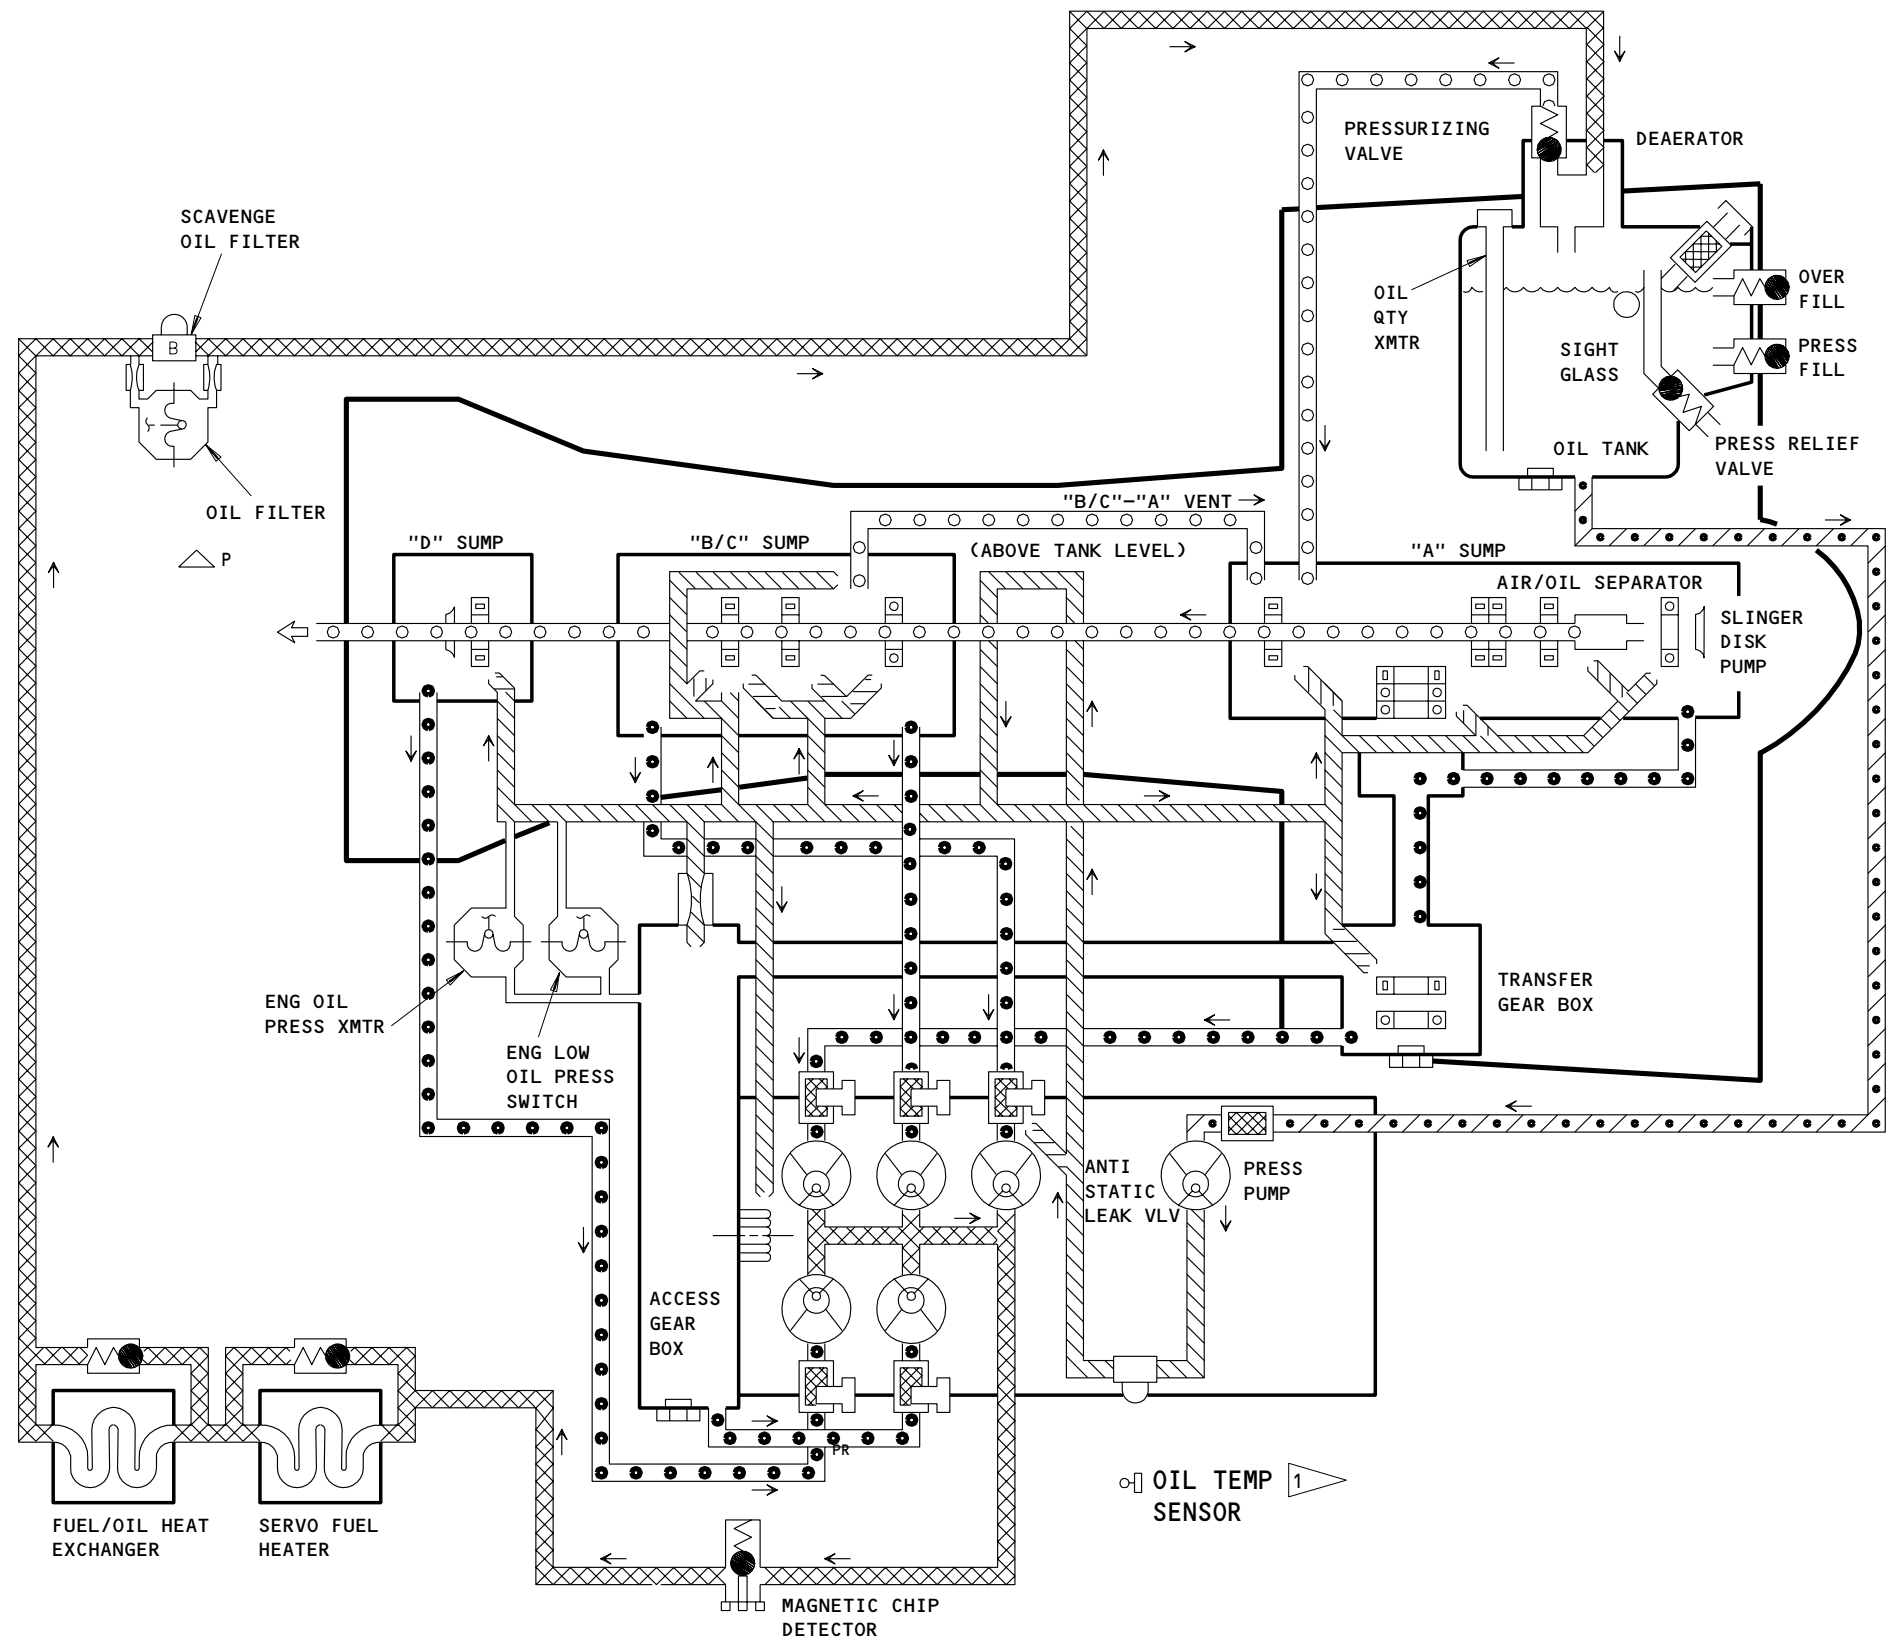 PRESSURIZING
VALVE
DEAERATOR
SCAVENGE
OIL FILTER
B
OIL
QTY
XMTR
OVER
FILL
SIGHT
GLASS
PRESS
FILL
OIL TANK
PRESS RELIEF
VALVE
OIL FILTER
P
"B/C"-"A" VENT
(ABOVE TANK LEVEL)
"D" SUMP
"B/C" SUMP
"A" SUMP
AIR/OIL SEPARATOR
SLINGER
DISK
PUMP
ENG OIL
PRESS XMTR
ENG LOW
OIL PRESS
SWITCH
TRANSFER
GEAR BOX
ANTI
STATIC
LEAK VLV
PRESS
PUMP
ACCESS
GEAR
BOX
PR
OIL TEMP
SENSOR
1
FUEL/OIL HEAT
EXCHANGER
SERVO FUEL
HEATER
MAGNETIC CHIP
DETECTOR